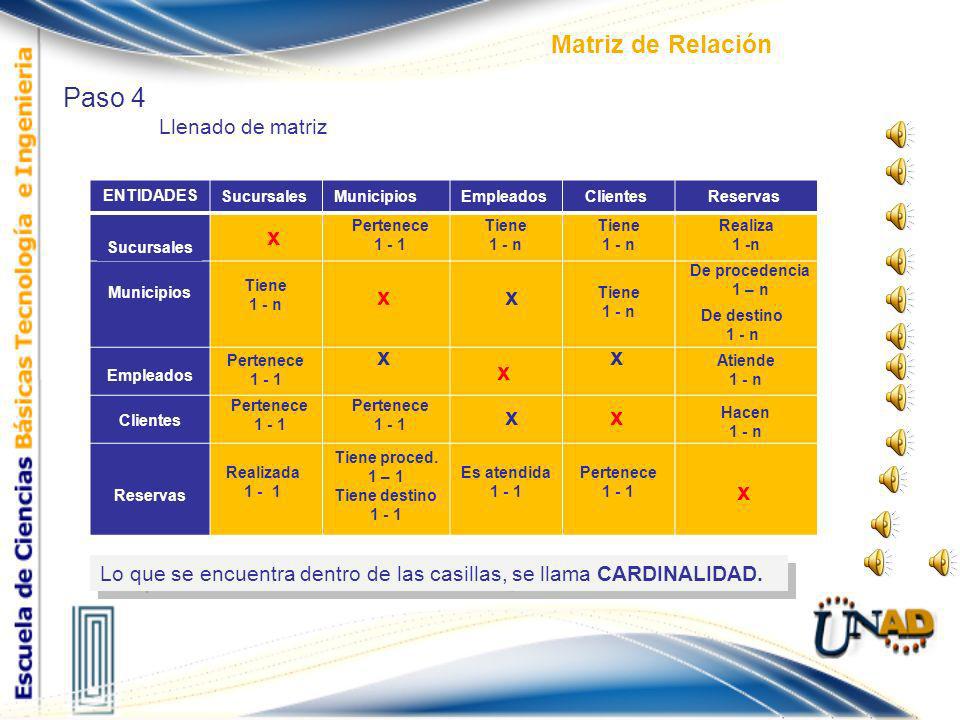 Matriz de Relación
Escuela de Ciencias Básicas Tecnología e Ingenieria
Paso 4
Llenado de matriz
ENTIDADES Sucursales Municipios Empleados Clientes Reservas
Sucursales X Pertenece 1 - 1 Tiene 1 - n Tiene 1 - n Realiza 1 -n
Municipios Tiene 1 - n X X Tiene 1 - n De procedencia 1 – n De destino 1 - n
Empleados Pertenece 1 - 1 X X X Atiende 1 - n
Clientes Pertenece 1 - 1 Pertenece 1 - 1 X X Hacen 1 - n
Reservas Realizada 1 - 1 Tiene proced. 1 – 1 Tiene destino 1 - 1 Es atendida 1 - 1 Pertenece 1 - 1 X
Lo que se encuentra dentro de las casillas, se llama CARDINALIDAD.
UNAD